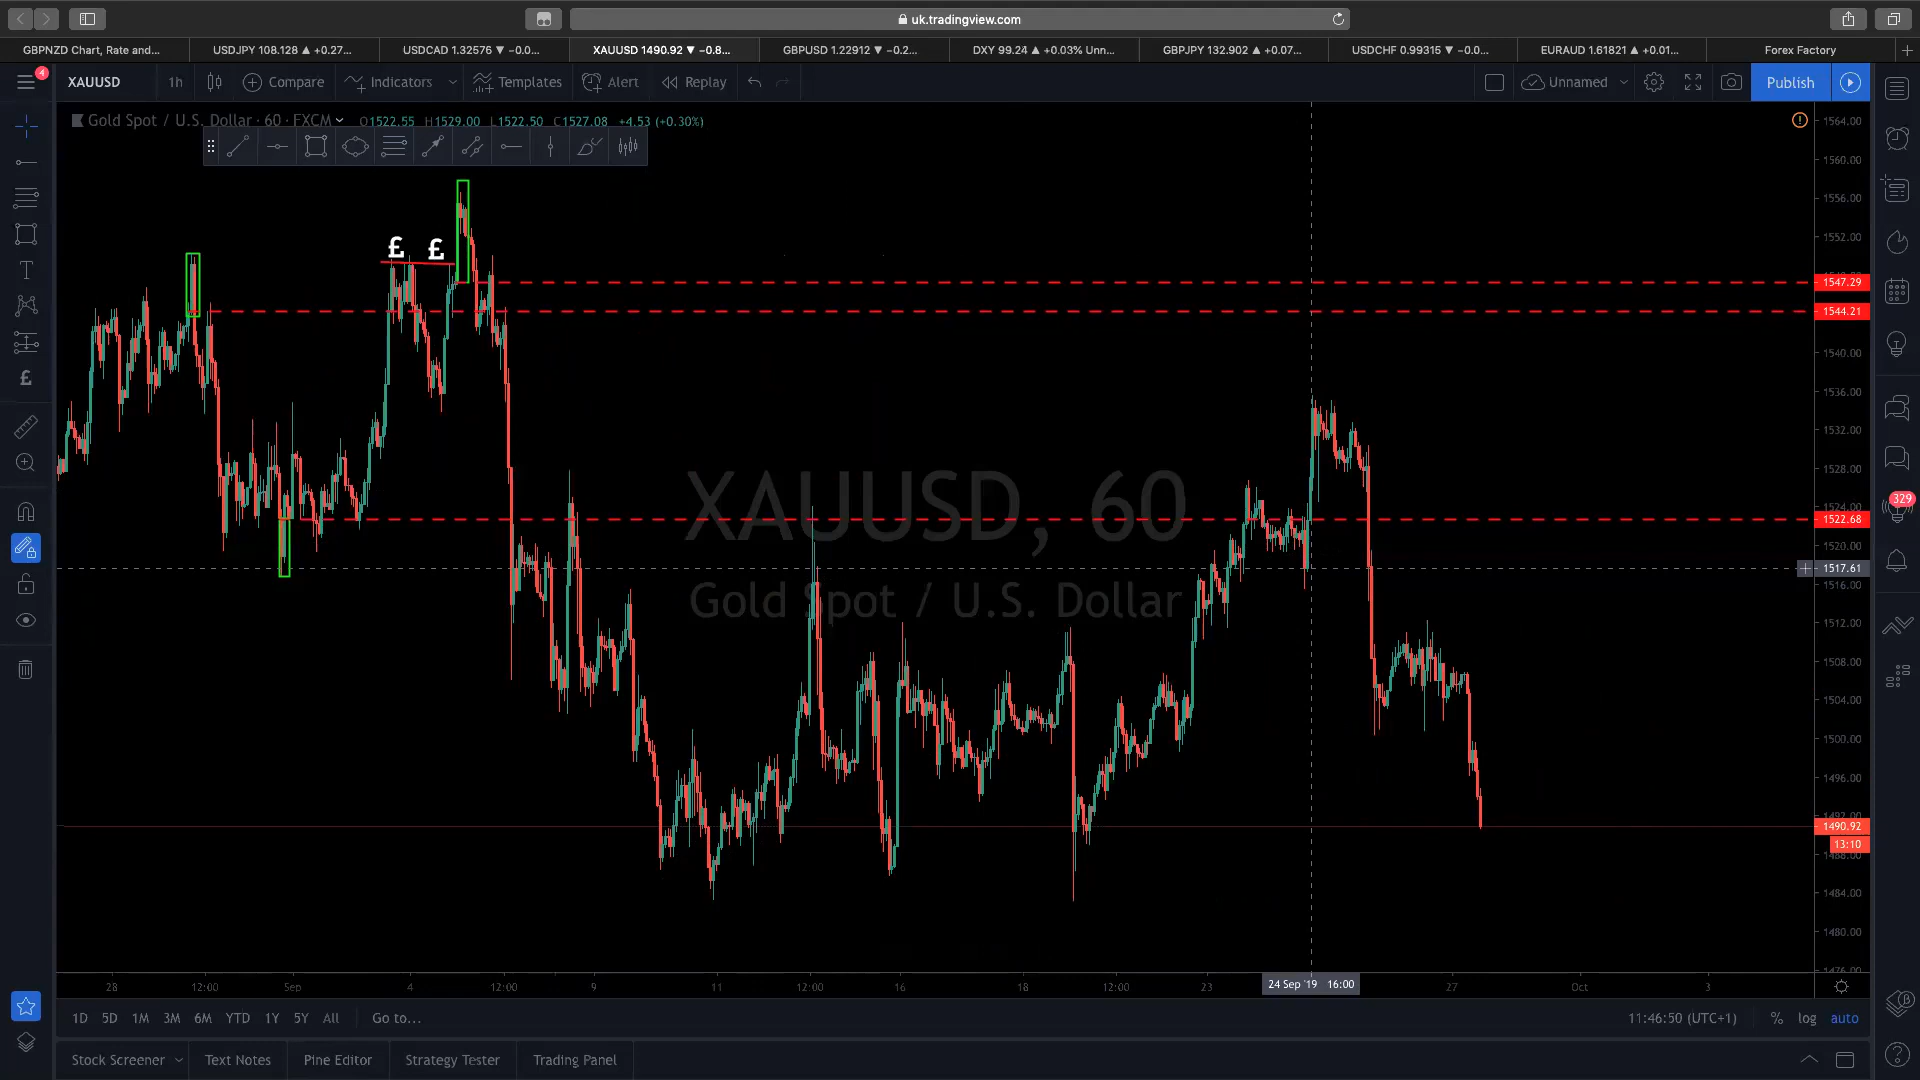 uk.tradingview.com
GBPNZD Chart, Rate and...
USDJPY 108.128 ▲ +0.27...
USDCAD 1.32576 ▼ −0.0...
XAUUSD 1490.92 ▼ −0.8...
GBPUSD 1.22912 ▼ −0.2...
DXY 99.24 ▲ +0.03% Unn...
GBPJPY 132.902 ▲ +0.07...
USDCHF 0.99315 ▼ −0.0...
EURAUD 1.61821 ▲ +0.01...
Forex Factory
4
XAUUSD
1h
Compare
Indicators
Templates
Alert
Replay
Unnamed
Publish
Gold Spot / U.S. Dollar · 60 · FXCM
O1522.55 H1529.00 L1522.50 C1527.08 +4.53 (+0.30%)
£ £
XAUUSD, 60
Gold Spot / U.S. Dollar
1564.00
1560.00
1556.00
1552.00
1547.29
1544.21
1540.00
1536.00
1532.00
1528.00
1524.00
1522.68
1520.00
1517.61
1516.00
1512.00
1508.00
1504.00
1500.00
1496.00
1492.00
1490.92
13:10
1488.00
1484.00
1480.00
1476.00
329
28
12:00
Sep
4
12:00
9
11
12:00
16
18
12:00
23
24 Sep '19 16:00
27
Oct
3
1D 5D 1M 3M 6M YTD 1Y 5Y All
Go to...
11:46:50 (UTC+1)
% log auto
Stock Screener
Text Notes
Pine Editor
Strategy Tester
Trading Panel